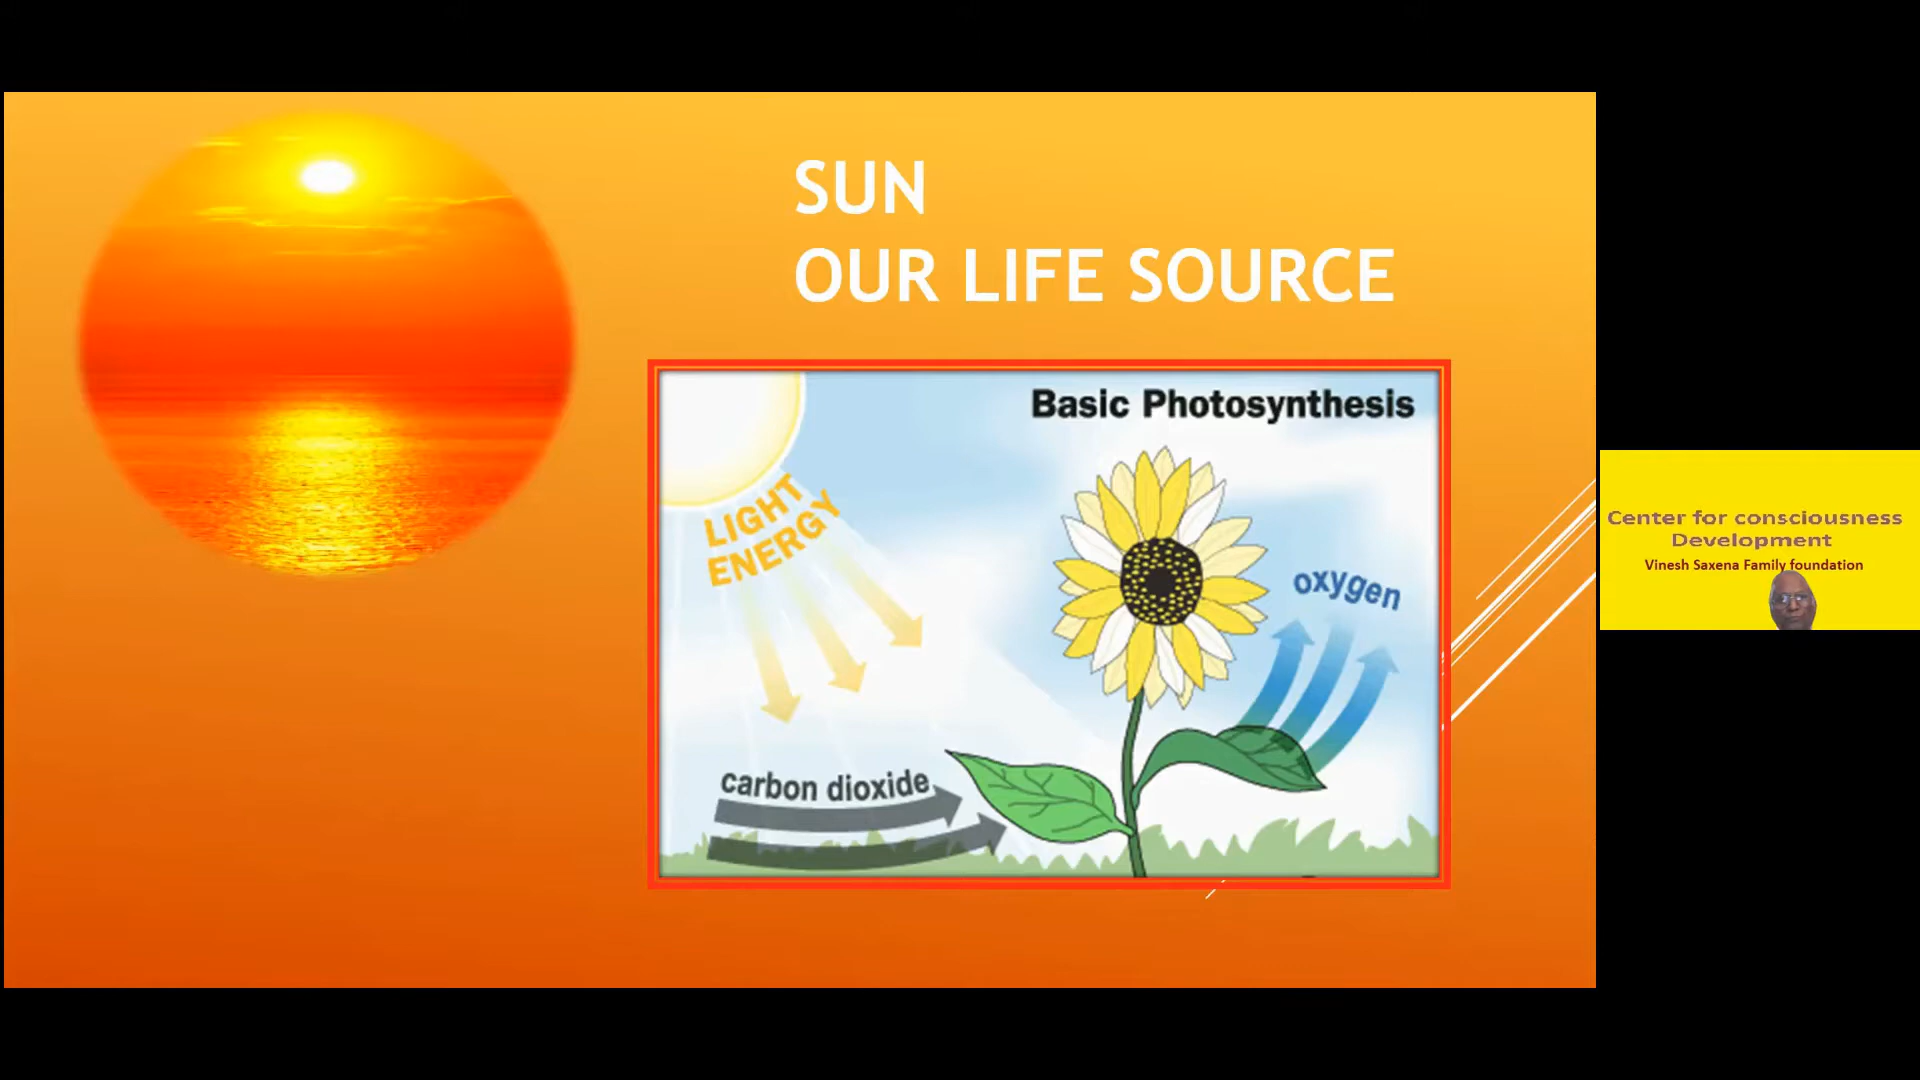 SUN
OUR LIFE SOURCE
Basic Photosynthesis
LIGHT
ENERGY
oxygen
carbon dioxide
Center for consciousness
Development
Vinesh Saxena Family foundation